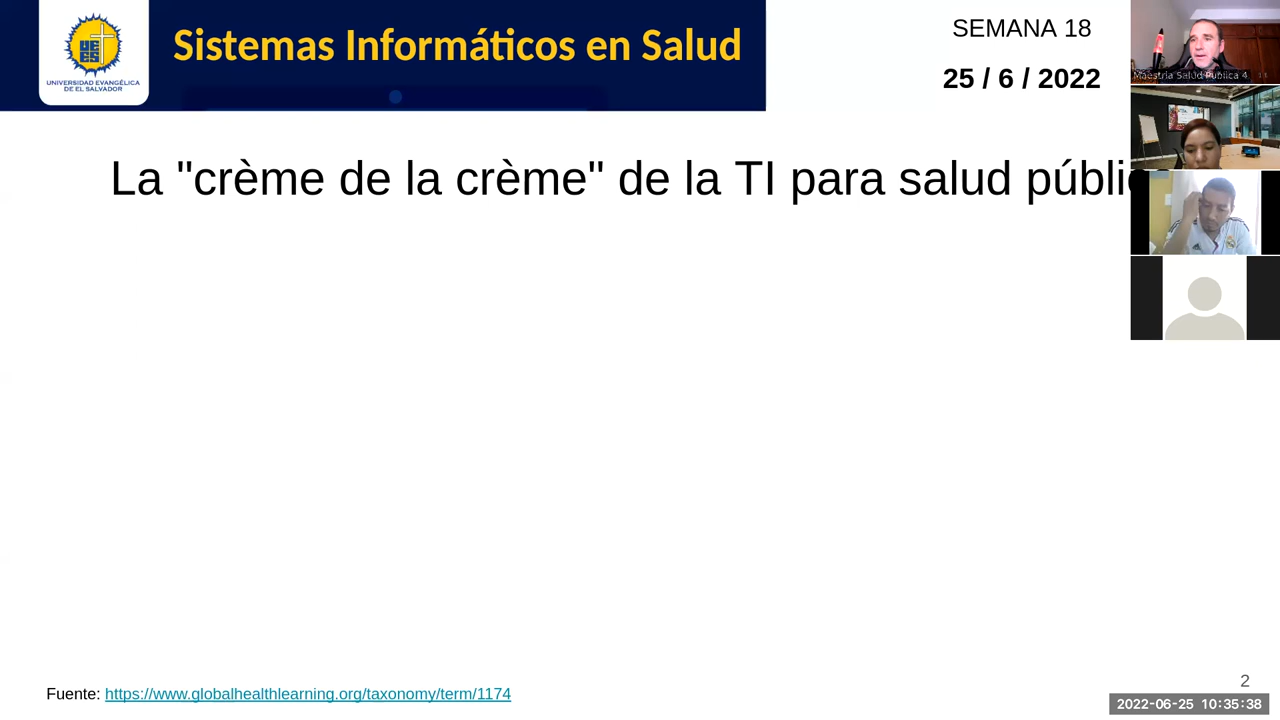 UNIVERSIDAD EVANGÉLICA
DE EL SALVADOR
Sistemas Informáticos en Salud
SEMANA 18
25 / 6 / 2022
Maestria Salud Publica 4
La "crème de la crème" de la TI para salud públic
Fuente: https://www.globalhealthlearning.org/taxonomy/term/1174
2
2022-06-25 10:35:38